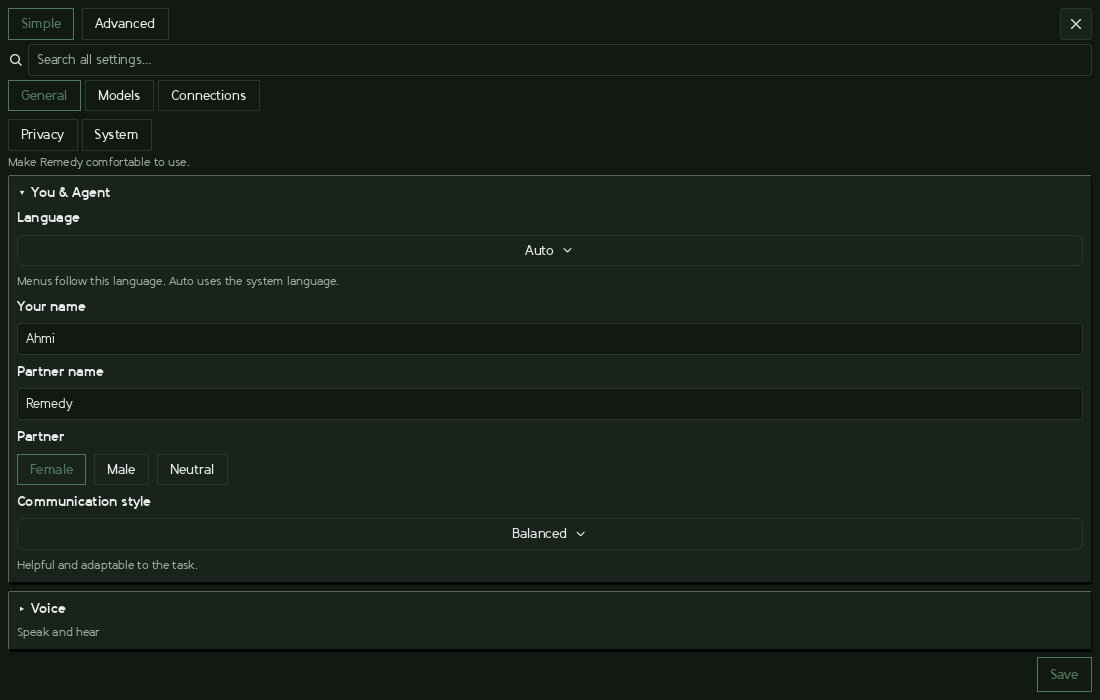 Simple Advanced
Search all settings...
General Models Connections
Privacy System
Make Remedy comfortable to use.
You & Agent
Language
Auto
Menus follow this language. Auto uses the system language.
Your name
Ahmi
Partner name
Remedy
Partner
Female Male Neutral
Communication style
Balanced
Helpful and adaptable to the task.
Voice
Speak and hear
Save